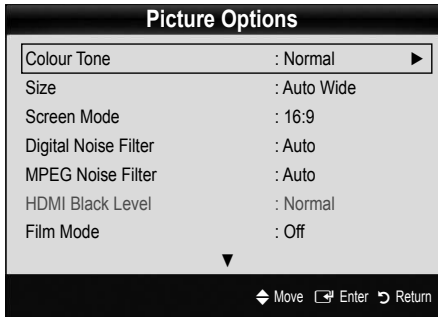 Picture Options
Colour Tone : Normal ▶
Size : Auto Wide
Screen Mode : 16:9
Digital Noise Filter : Auto
MPEG Noise Filter : Auto
HDMI Black Level : Normal
Film Mode : Off
▼
Move Enter Return